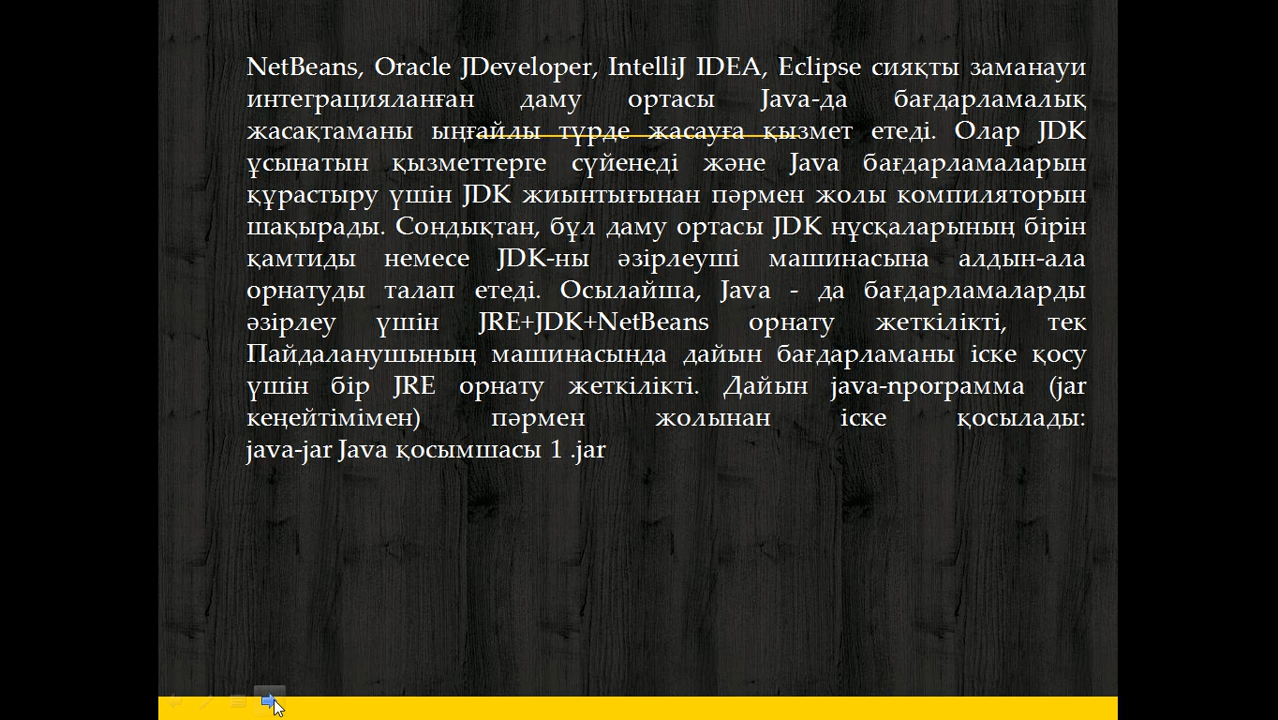 NetBeans, Oracle JDeveloper, IntelliJ IDEA, Eclipse сияқты заманауи
интеграцияланған даму ортасы Java-да бағдарламалық
жасақтаманы ыңғайлы түрде жасауға қызмет етеді. Олар JDK
ұсынатын қызметтерге сүйенеді және Java бағдарламаларын
құрастыру үшін JDK жиынтығынан пәрмен жолы компиляторын
шақырады. Сондықтан, бұл даму ортасы JDK нұсқаларының бірін
қамтиды немесе JDK-ны әзірлеуші машинасына алдын-ала
орнатуды талап етеді. Осылайша, Java - да бағдарламаларды
әзірлеу үшін JRE+JDK+NetBeans орнату жеткілікті, тек
Пайдаланушының машинасында дайын бағдарламаны іске қосу
үшін бір JRE орнату жеткілікті. Дайын java-nрограмма (jar
кеңейтімімен) пәрмен жолынан іске қосылады:
java-jar Java қосымшасы 1 .jar